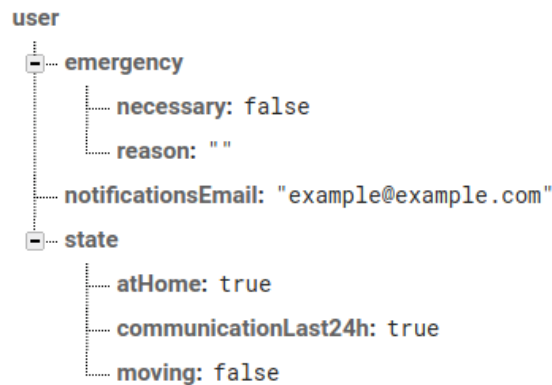 user
emergency
necessary: false
reason: ""
notificationsEmail: "example@example.com"
state
atHome: true
communicationLast24h: true
moving: false